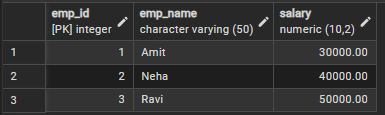 emp_id emp_name salary
[PK] integer character varying (50) numeric (10,2)
1 1 Amit 30000.00
2 2 Neha 40000.00
3 3 Ravi 50000.00